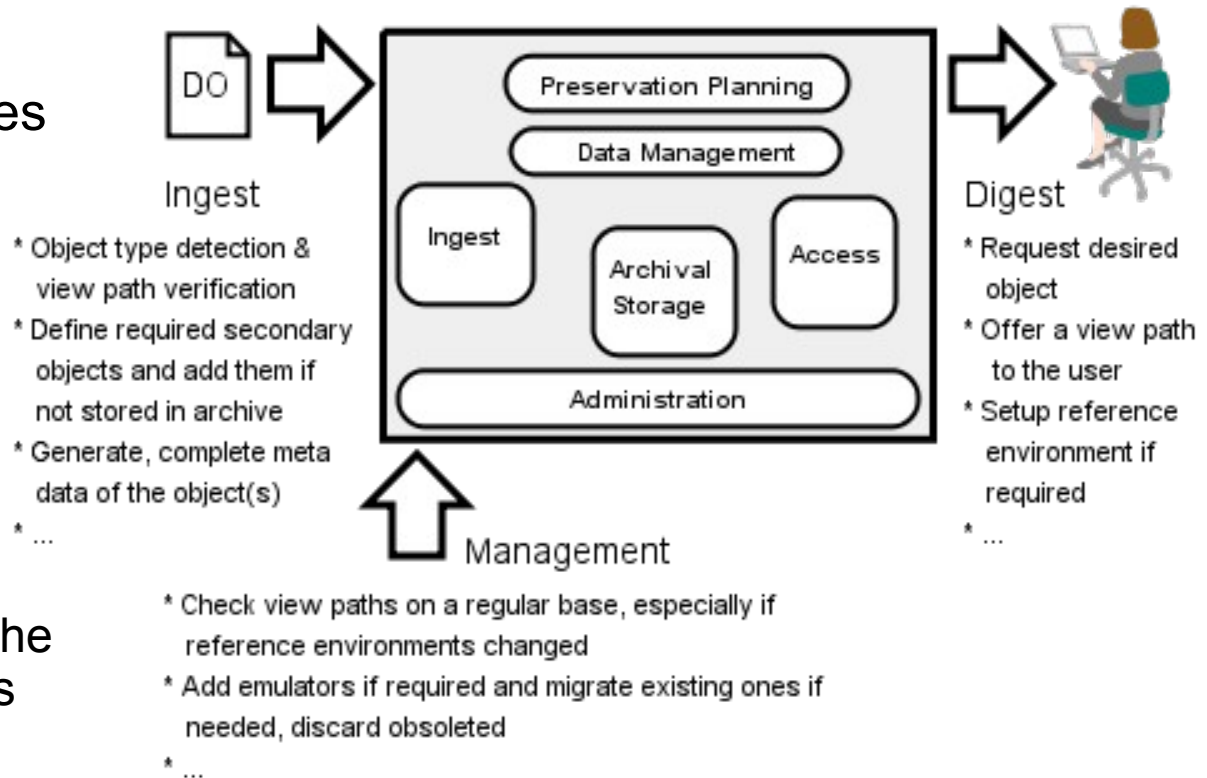 es
he
s
DO
Ingest
* Object type detection &
view path verification
* Define required secondary
objects and add them if
not stored in archive
* Generate, complete meta
data of the object(s)
* ...
Preservation Planning
Data Management
Ingest
Archival
Storage
Access
Administration
Digest
* Request desired
object
* Offer a view path
to the user
* Setup reference
environment if
required
* ...
Management
* Check view paths on a regular base, especially if
reference environments changed
* Add emulators if required and migrate existing ones if
needed, discard obsoleted
* ...